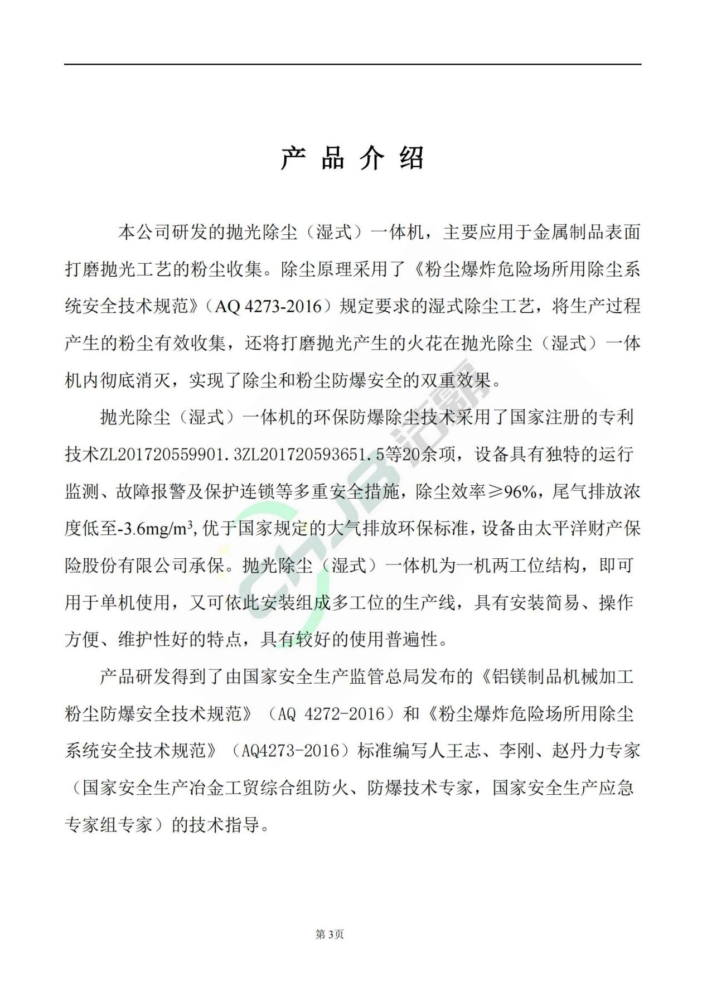 产品介绍
本公司研发的抛光除尘（湿式）一体机，主要应用于金属制品表面
打磨抛光工艺的粉尘收集。除尘原理采用了《粉尘爆炸危险场所用除尘系
统安全技术规范》（AQ 4273-2016）规定要求的湿式除尘工艺，将生产过程
产生的粉尘有效收集，还将打磨抛光产生的火花在抛光除尘（湿式）一体
机内彻底消灭，实现了除尘和粉尘防爆安全的双重效果。
抛光除尘（湿式）一体机的环保防爆除尘技术采用了国家注册的专利
技术ZL201720559901.3ZL201720593651.5等20余项，设备具有独特的运行
监测、故障报警及保护连锁等多重安全措施，除尘效率≥96%，尾气排放浓
度低至-3.6mg/m³,优于国家规定的大气排放环保标准，设备由太平洋财产保
险股份有限公司承保。抛光除尘（湿式）一体机为一机两工位结构，即可
用于单机使用，又可依此安装组成多工位的生产线，具有安装简易、操作
方便、维护性好的特点，具有较好的使用普遍性。
产品研发得到了由国家安全生产监管总局发布的《铝镁制品机械加工
粉尘防爆安全技术规范》（AQ 4272-2016）和《粉尘爆炸危险场所用除尘
系统安全技术规范》（AQ4273-2016）标准编写人王志、李刚、赵丹力专家
（国家安全生产冶金工贸综合组防火、防爆技术专家，国家安全生产应急
专家组专家）的技术指导。
CHJB洁霸
第 3页